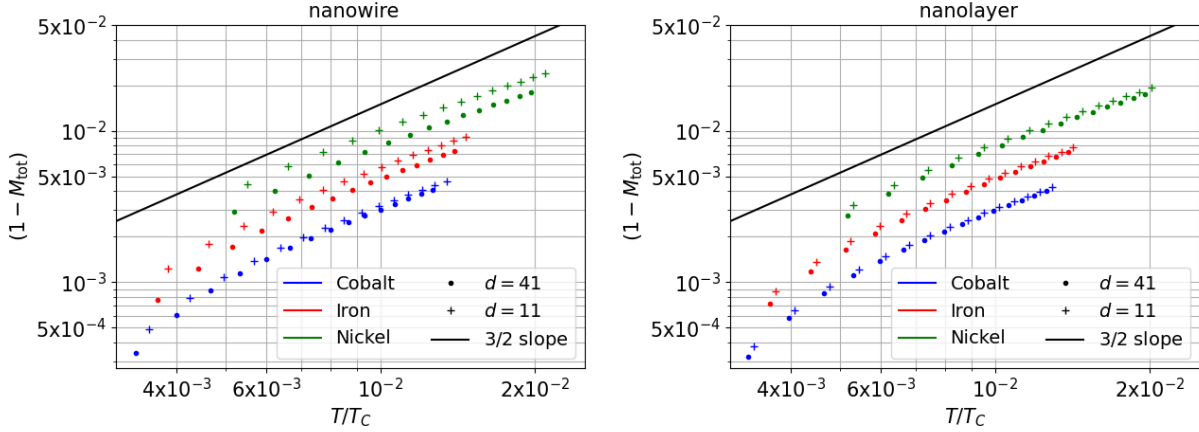 nanowire
5x10⁻²
10⁻²
5x10⁻³
10⁻³
5x10⁻⁴
(1 − M_tot)
Cobalt
Iron
Nickel
d = 41
d = 11
3/2 slope
4x10⁻³
6x10⁻³
10⁻²
2x10⁻²
T/T_C
nanolayer
5x10⁻²
10⁻²
5x10⁻³
10⁻³
5x10⁻⁴
(1 − M_tot)
Cobalt
Iron
Nickel
d = 41
d = 11
3/2 slope
4x10⁻³
6x10⁻³
10⁻²
2x10⁻²
T/T_C